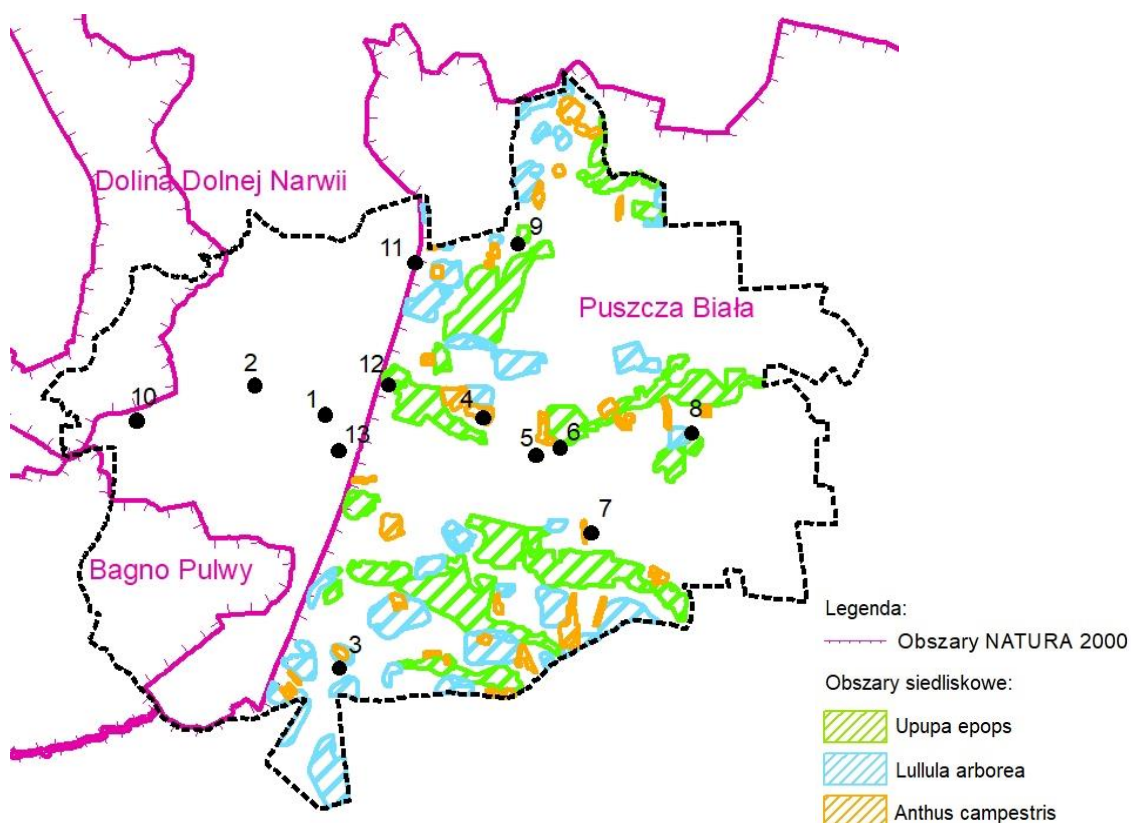 Dolina Dolnej Narwii
9
11
Puszcza Biała
2
12
10
1
4
8
13
5
6
7
Bagno Pulwy
3
Legenda:
Obszary NATURA 2000
Obszary siedliskowe:
Upupa epops
Lullula arborea
Anthus campestris